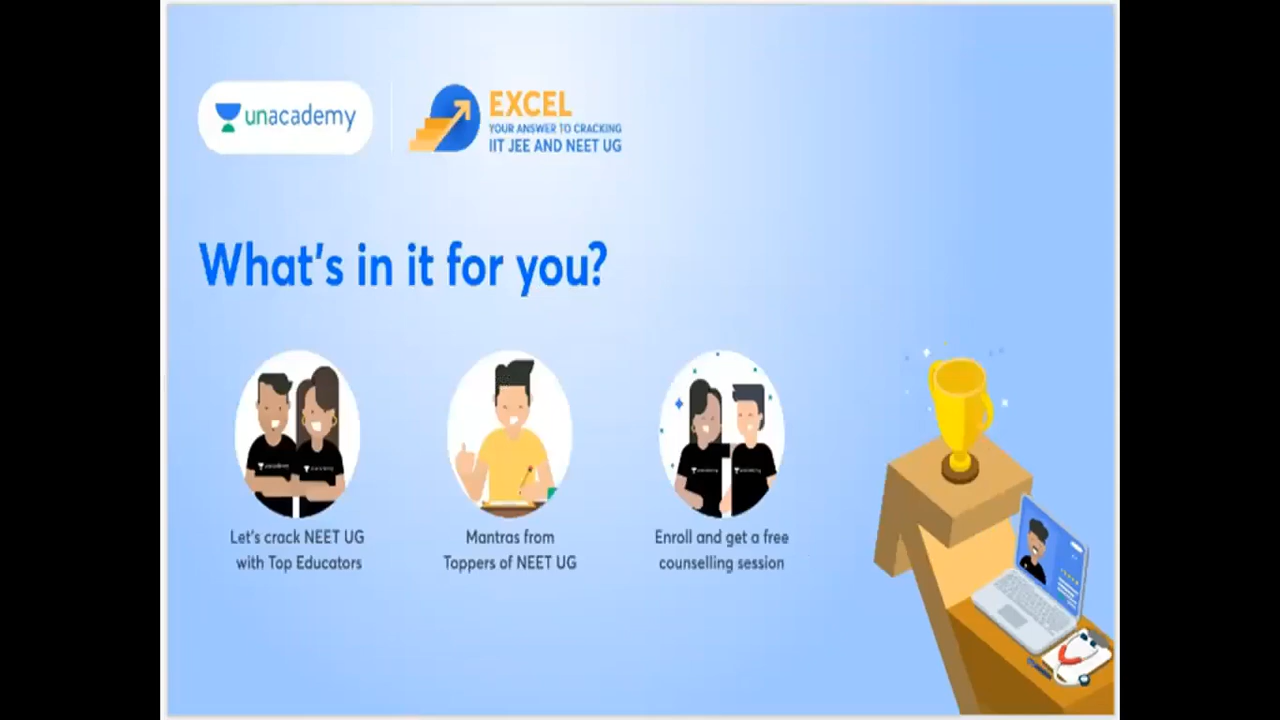 unacademy
EXCEL
YOUR ANSWER TO CRACKING
IIT JEE AND NEET UG
What's in it for you?
Let's crack NEET UG
with Top Educators
Mantras from
Toppers of NEET UG
Enroll and get a free
counselling session